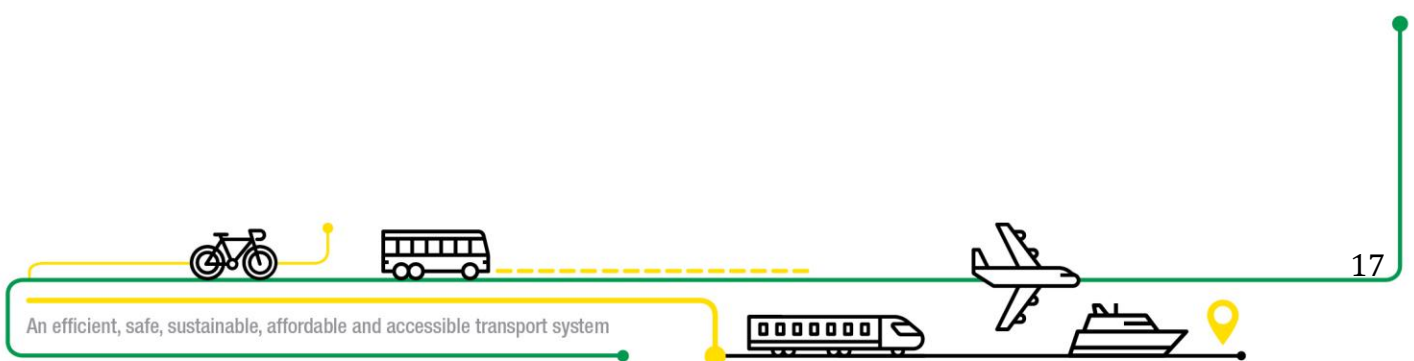 17
An efficient, safe, sustainable, affordable and accessible transport system